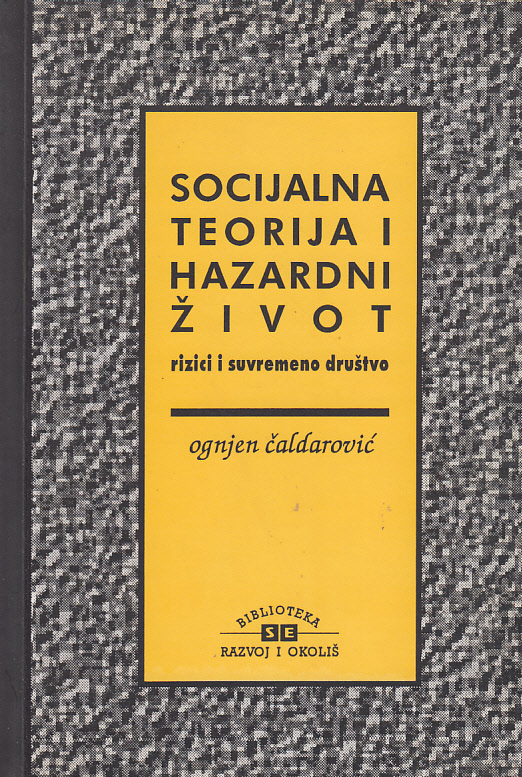 SOCIJALNA
TEORIJA I
HAZARDNI
ŽIVOT
rizici i suvremeno društvo
ognjen čaldarović
BIBLIOTEKA
SE
RAZVOJ I OKOLIŠ